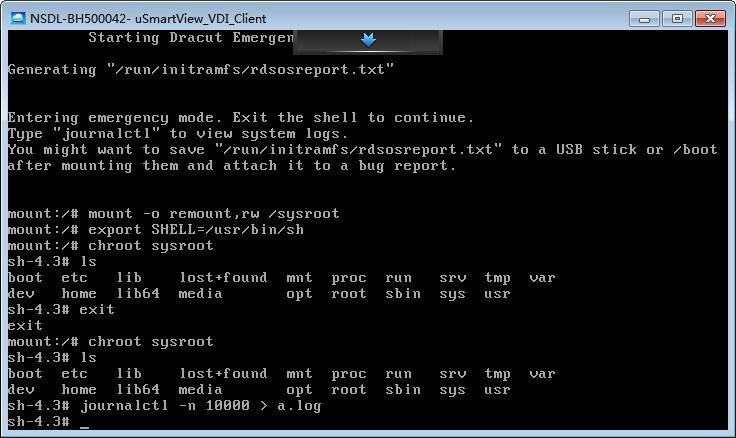 NSDL-BH500042- uSmartView_VDI_Client
Starting Dracut Emergen
Generating "/run/initramfs/rdsosreport.txt"
Entering emergency mode. Exit the shell to continue.
Type "journalctl" to view system logs.
You might want to save "/run/initramfs/rdsosreport.txt" to a USB stick or /boot
after mounting them and attach it to a bug report.
mount:/# mount -o remount,rw /sysroot
mount:/# export SHELL=/usr/bin/sh
mount:/# chroot sysroot
sh-4.3# ls
boot  etc   lib    lost+found  mnt  proc  run   srv  tmp  var
dev   home  lib64  media       opt  root  sbin  sys  usr
sh-4.3# exit
exit
mount:/# chroot sysroot
sh-4.3# ls
boot  etc   lib    lost+found  mnt  proc  run   srv  tmp  var
dev   home  lib64  media       opt  root  sbin  sys  usr
sh-4.3# journalctl -n 10000 > a.log
sh-4.3# _